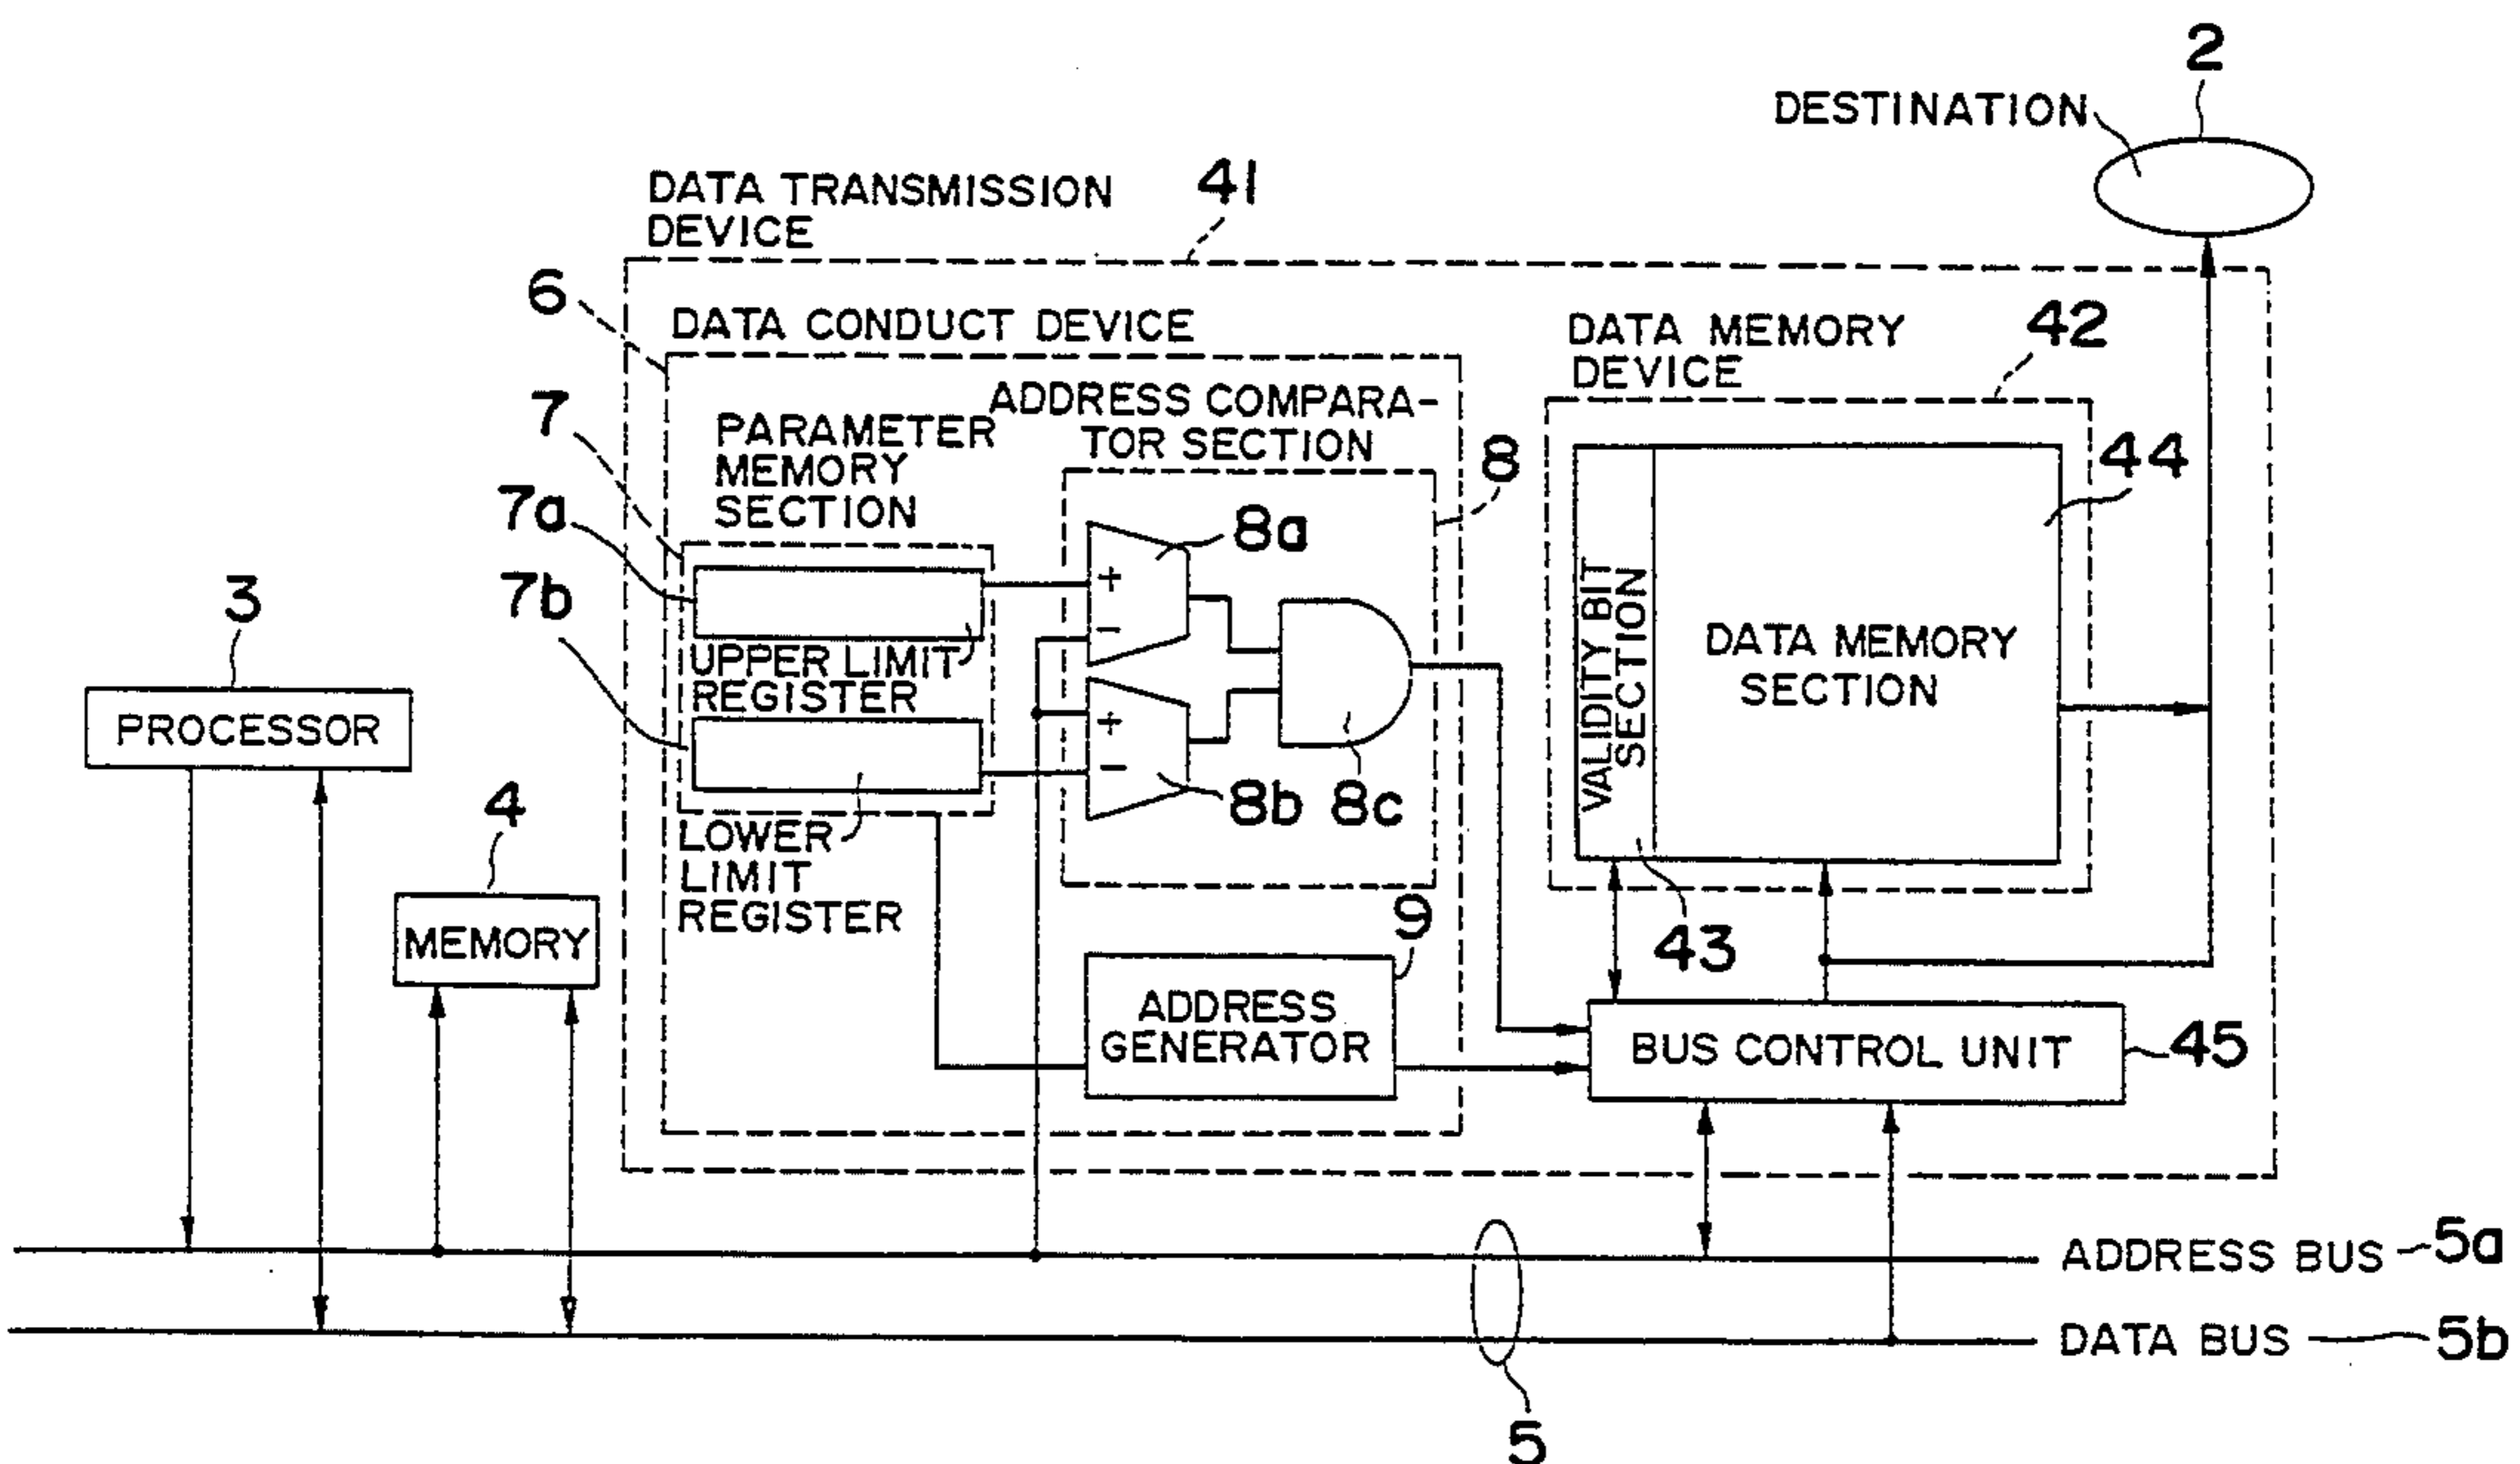 2
DESTINATION
DATA TRANSMISSION
DEVICE
41
6
DATA CONDUCT DEVICE
DATA MEMORY
DEVICE
42
7
PARAMETER
MEMORY
SECTION
ADDRESS COMPARA-
TOR SECTION
8
44
7a
8a
7b
+
-
UPPER LIMIT
REGISTER
+
-
8b
8c
VALIDITY BIT
SECTION
DATA MEMORY
SECTION
3
PROCESSOR
4
MEMORY
LOWER
LIMIT
REGISTER
9
43
ADDRESS
GENERATOR
BUS CONTROL UNIT
45
ADDRESS BUS
5a
DATA BUS
5b
5